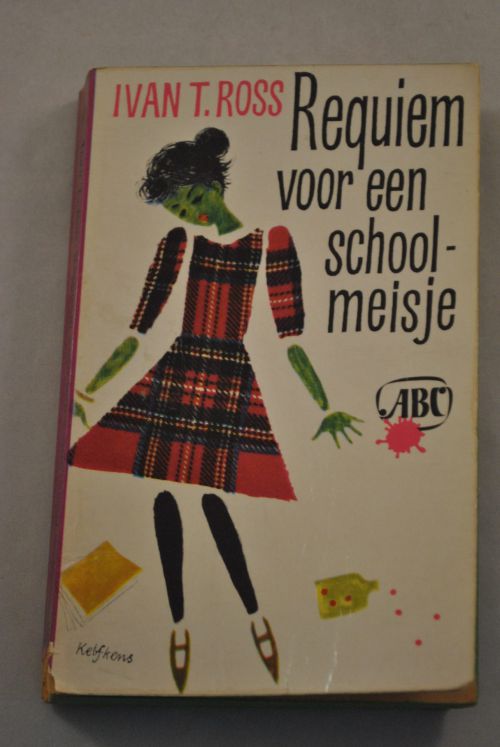 IVAN T. ROSS
Requiem
voor een
school-
meisje
ABC
Kelfkens